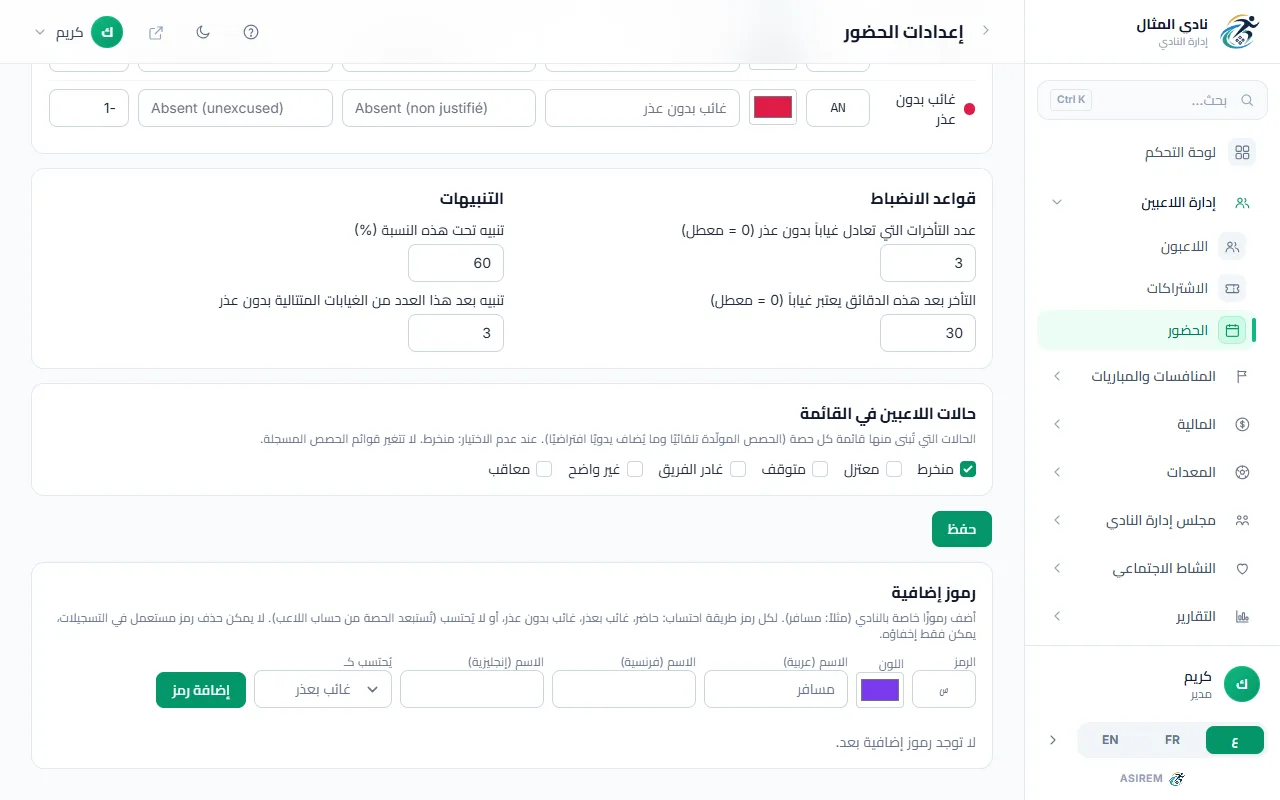 نادي المثال
إدارة النادي
بحث...
Ctrl K
لوحة التحكم
إدارة اللاعبين
اللاعبون
الاشتراكات
الحضور
المنافسات والمباريات
المالية
المعدات
مجلس إدارة النادي
النشاط الاجتماعي
التقارير
ك
كريم
مدير
ع
FR
EN
ASIREM
إعدادات الحضور
ك
كريم
غائب بدون عذر
AN
غائب بدون عذر
Absent (non justifié)
Absent (unexcused)
-1
قواعد الانضباط
عدد التأخرات التي تعادل غياباً بدون عذر (0 = معطل)
3
التأخر بعد هذه الدقائق يعتبر غياباً (0 = معطل)
30
التنبيهات
تنبيه تحت هذه النسبة (%)
60
تنبيه بعد هذا العدد من الغيابات المتتالية بدون عذر
3
حالات اللاعبين في القائمة
الحالات التي تُبنى منها قائمة كل حصة (الحصص المولّدة تلقائيًا وما يُضاف يدويًا افتراضيًا). عند عدم الاختيار: منخرط. لا تتغير قوائم الحصص المسجلة.
منخرط
معتزل
متوقف
غادر الفريق
غير واضح
معاقب
حفظ
رموز إضافية
أضف رموزًا خاصة بالنادي (مثلاً: مسافر). لكل رمز طريقة احتساب: حاضر، غائب بعذر، غائب بدون عذر، أو لا يُحتسب (تُستبعد الحصة من حساب اللاعب). لا يمكن حذف رمز مستعمل في التسجيلات،
يمكن فقط إخفاؤه.
الرمز
اللون
الاسم (عربية)
الاسم (فرنسية)
الاسم (إنجليزية)
يُحتسب كـ
س
مسافر
غائب بعذر
إضافة رمز
لا توجد رموز إضافية بعد.